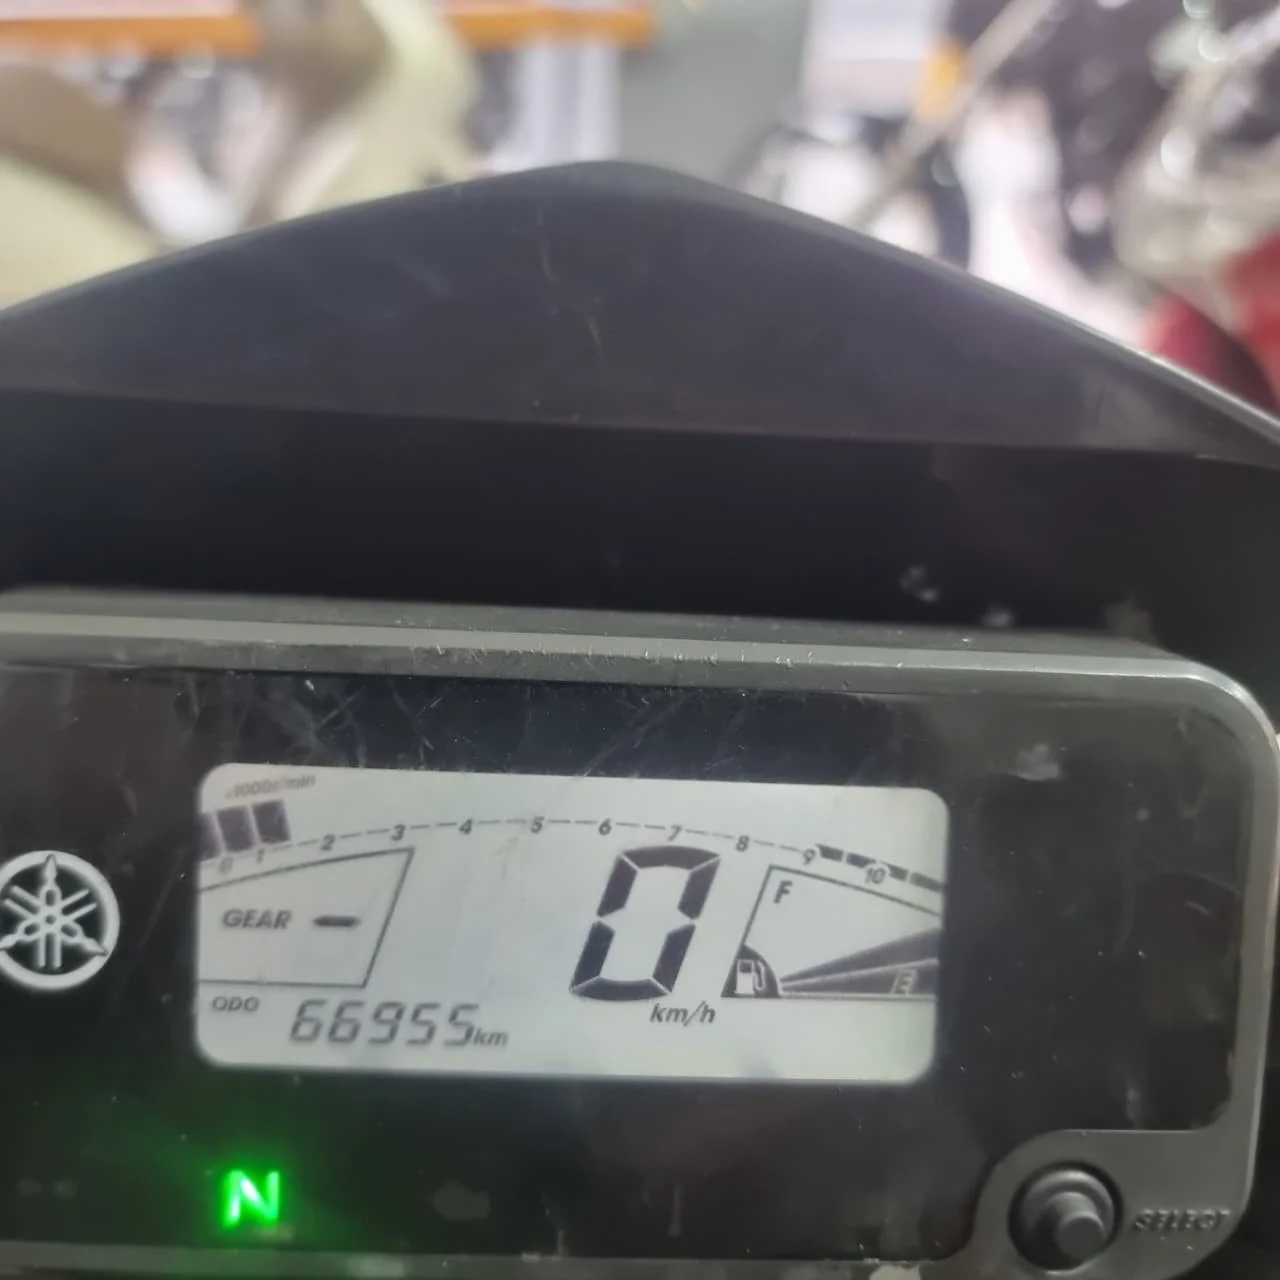 x1000r/min
0 1 2 3 4 5 6 7 8 9 10
F
GEAR -
0
E
ODO 66955km
km/h
N
SELECT